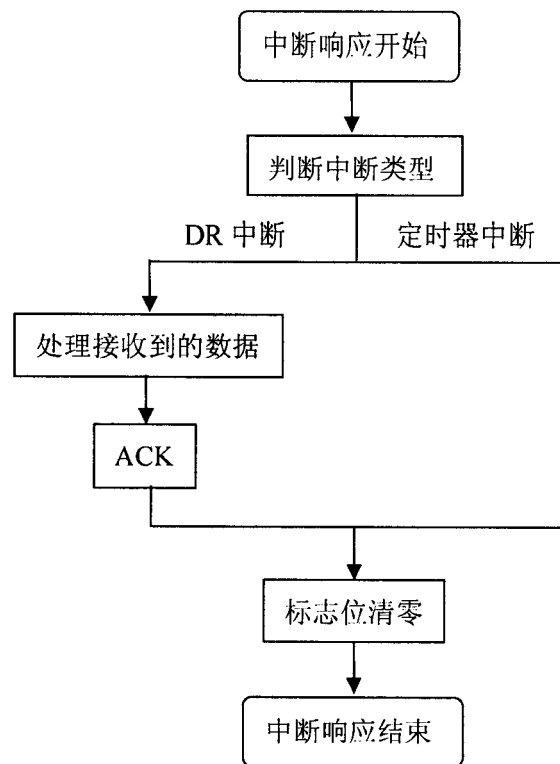 中断响应开始
判断中断类型
DR 中断
定时器中断
处理接收到的数据
ACK
标志位清零
中断响应结束